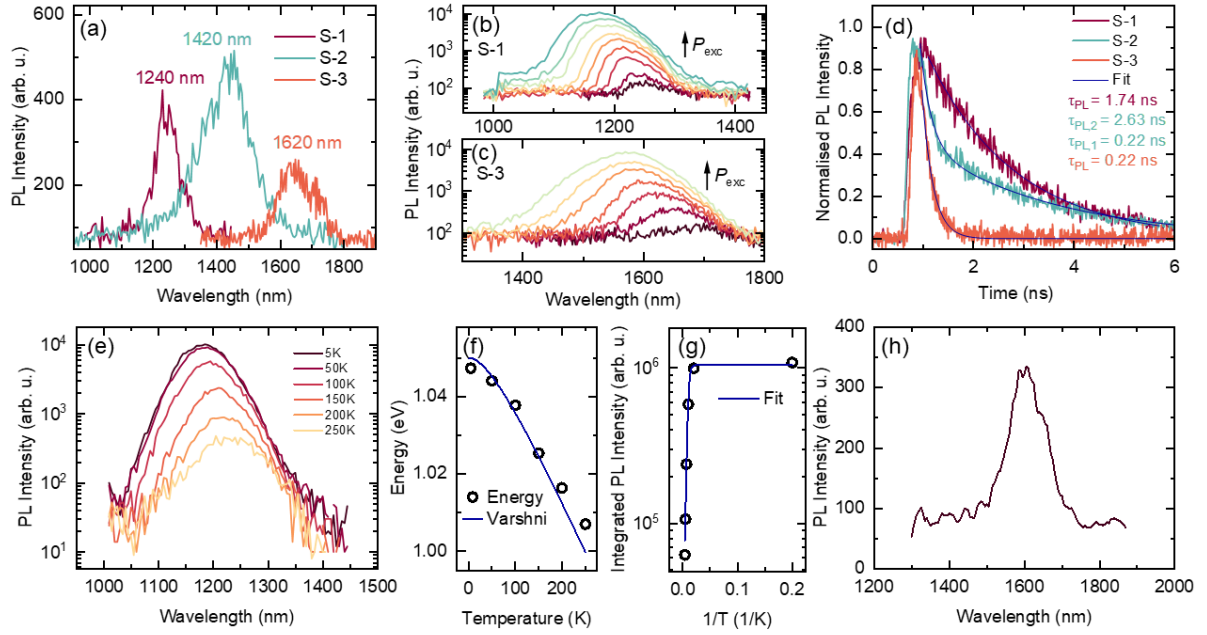 (a)
1240 nm
1420 nm
1620 nm
S-1
S-2
S-3
PL Intensity (arb. u.)
600
400
200
1000 1200 1400 1600 1800
Wavelength (nm)
(b)
S-1
P exc
10⁴
10³
10²
1000 1200 1400
PL Intensity (arb. u.)
(c)
S-3
P exc
10⁴
10³
10²
1400 1600 1800
Wavelength (nm)
(d)
S-1
S-2
S-3
Fit
τPL = 1.74 ns
τPL,2 = 2.63 ns
τPL,1 = 0.22 ns
τPL = 0.22 ns
Normalised PL Intensity
1.0
0.8
0.6
0.4
0.2
0.0
0 2 4 6
Time (ns)
(e)
5K
50K
100K
150K
200K
250K
PL Intensity (arb. u.)
10⁴
10³
10²
10¹
1000 1100 1200 1300 1400 1500
Wavelength (nm)
(f)
Energy
Varshni
Energy (eV)
1.04
1.02
1.00
0 100 200
Temperature (K)
(g)
Fit
Integrated PL Intensity (arb. u.)
10⁶
10⁵
0.0 0.1 0.2
1/T (1/K)
(h)
PL Intensity (arb. u.)
400
300
200
100
0
1200 1400 1600 1800 2000
Wavelength (nm)